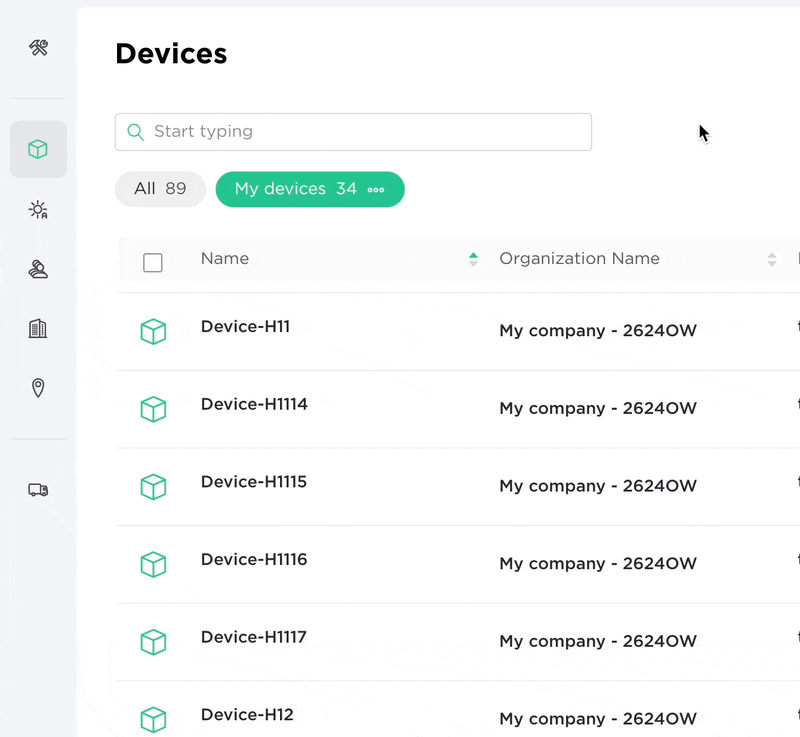 Devices
Start typing
All 89 My devices 34
Name Organization Name
Device-H11 My company - 2624OW
Device-H1114 My company - 2624OW
Device-H1115 My company - 2624OW
Device-H1116 My company - 2624OW
Device-H1117 My company - 2624OW
Device-H12 My company - 2624OW